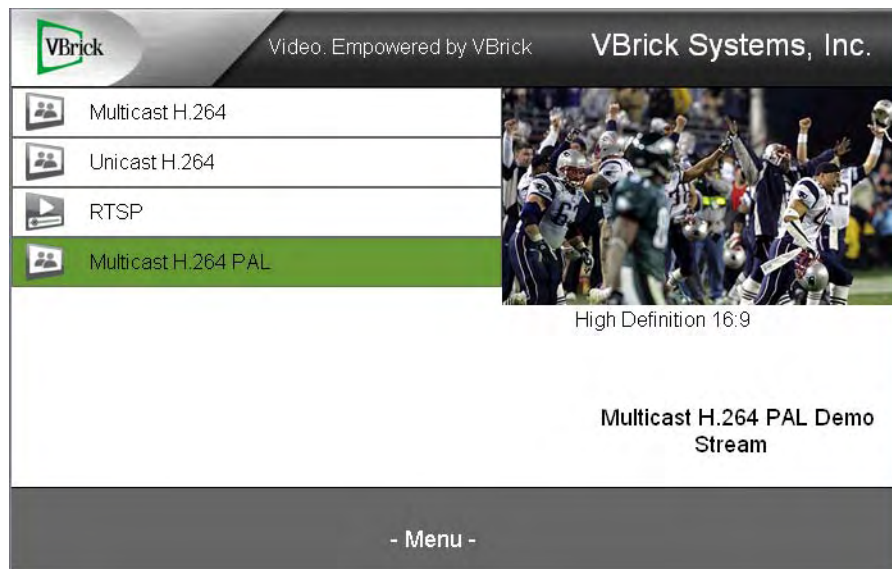 VBrick
Video. Empowered by VBrick
VBrick Systems, Inc.
Multicast H.264
Unicast H.264
RTSP
Multicast H.264 PAL
High Definition 16:9
Multicast H.264 PAL Demo
Stream
- Menu -